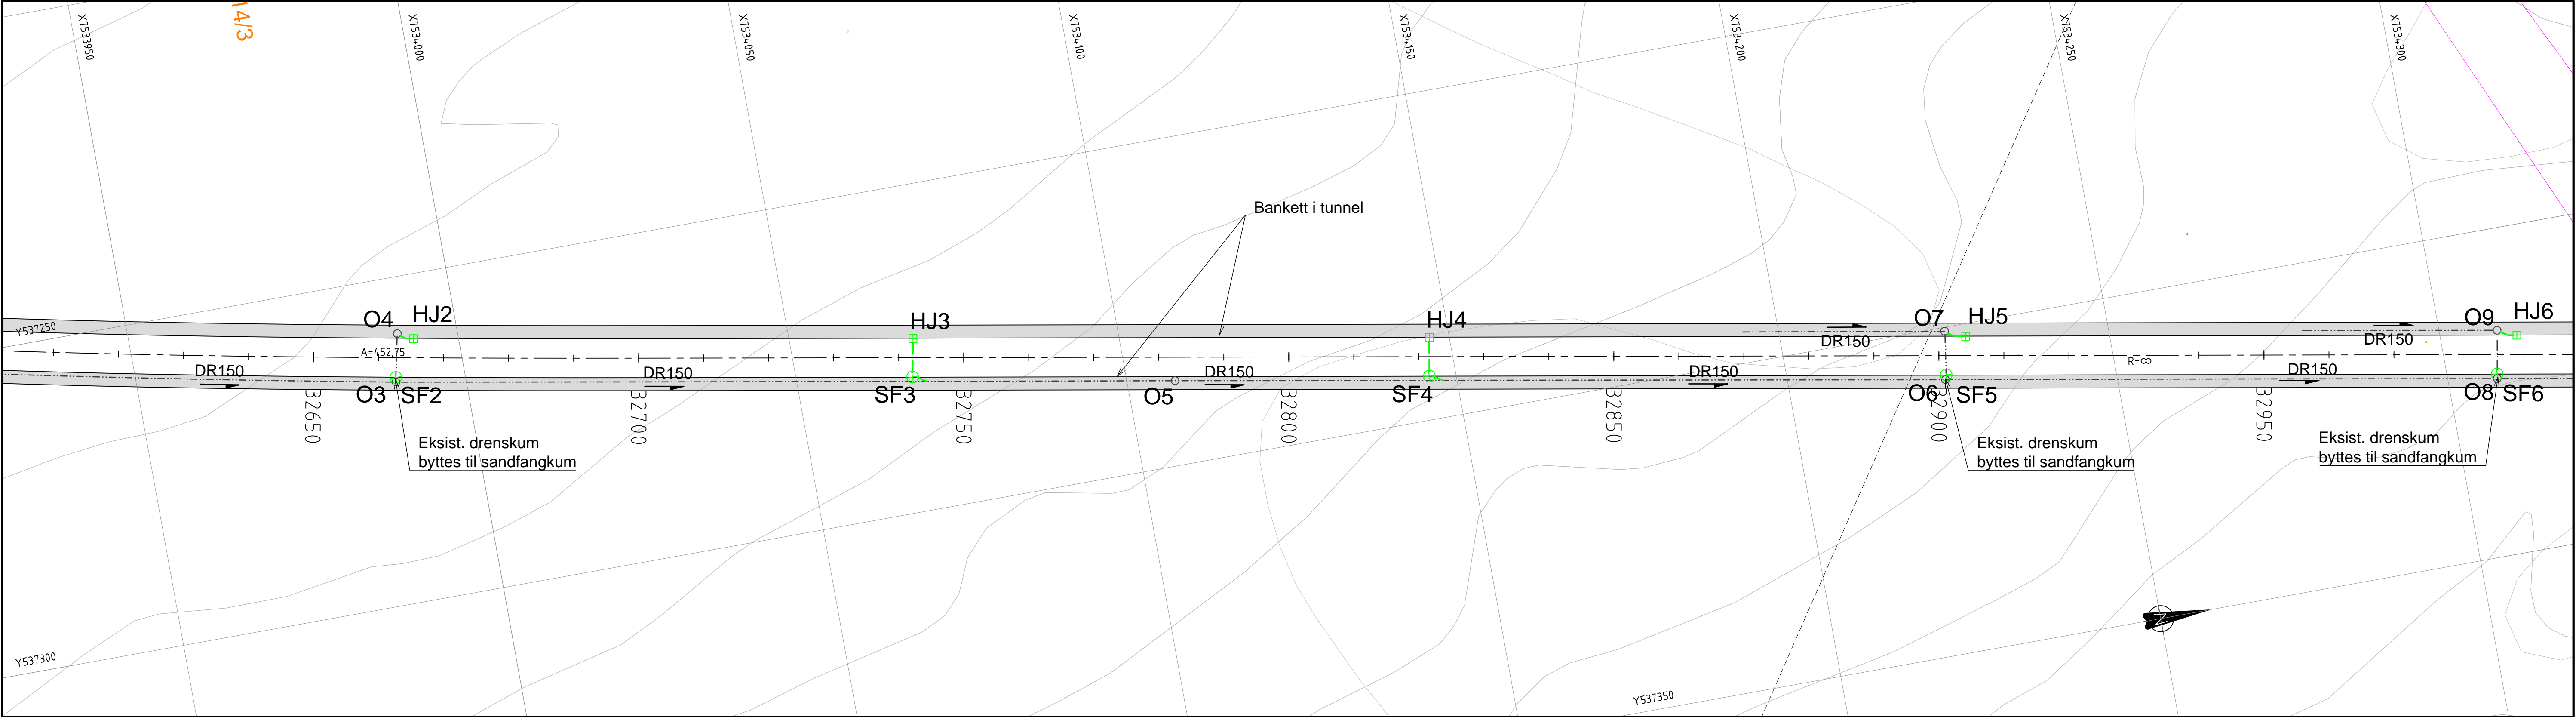 14/3
X7533950
X7534000
X7534050
X7534100
X7534150
X7534200
X7534250
X7534300
Bankett i tunnel
O4 HJ2
HJ3
HJ4
O7 HJ5
O9 HJ6
Y537250
A=452,75
DR150
DR150
R=∞
DR150
DR150
DR150
DR150
DR150
O3 SF2
SF3
O5
SF4
O6 SF5
O8 SF6
32650
32700
32750
32800
32850
32900
32950
Eksist. drenskum
byttes til sandfangkum
Eksist. drenskum
byttes til sandfangkum
Eksist. drenskum
byttes til sandfangkum
N
Y537300
Y537350